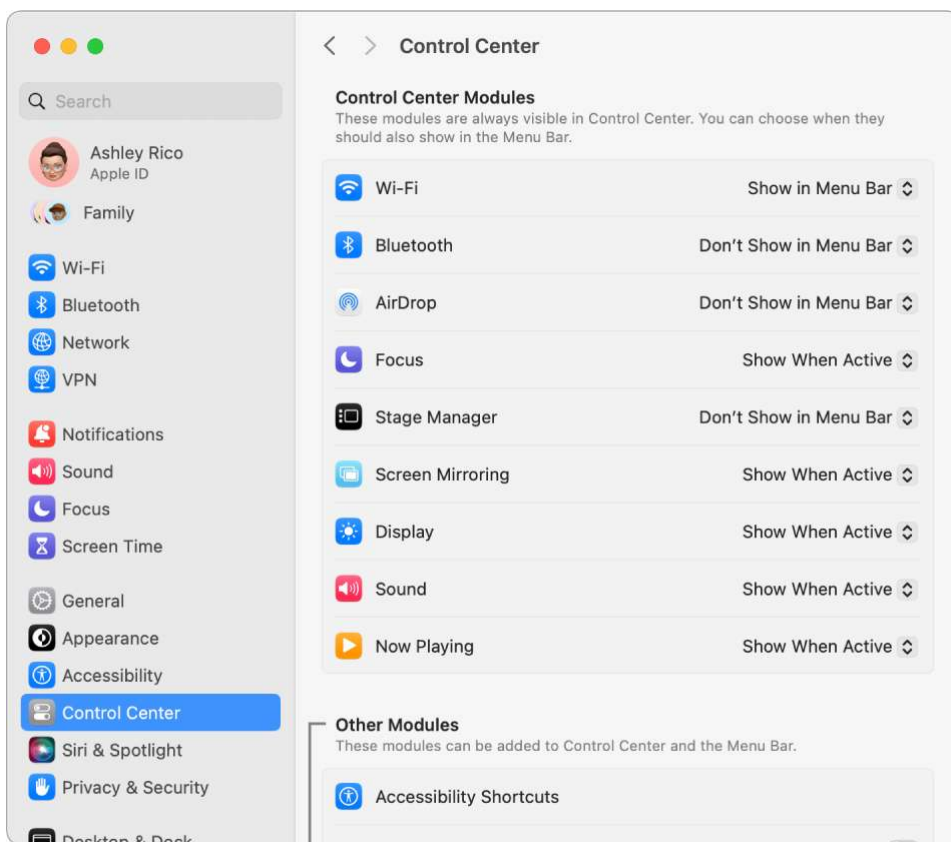 Control Center
Search
Ashley Rico
Apple ID
Family
Wi-Fi
Bluetooth
Network
VPN
Notifications
Sound
Focus
Screen Time
General
Appearance
Accessibility
Control Center
Siri & Spotlight
Privacy & Security
Desktop & Dock
Control Center Modules
These modules are always visible in Control Center. You can choose when they
should also show in the Menu Bar.
Wi-Fi Show in Menu Bar
Bluetooth Don’t Show in Menu Bar
AirDrop Don’t Show in Menu Bar
Focus Show When Active
Stage Manager Don’t Show in Menu Bar
Screen Mirroring Show When Active
Display Show When Active
Sound Show When Active
Now Playing Show When Active
Other Modules
These modules can be added to Control Center and the Menu Bar.
Accessibility Shortcuts